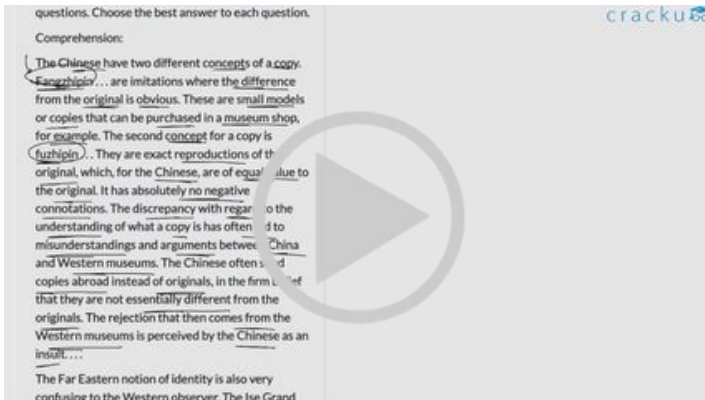 questions. Choose the best answer to each question.
cracku
Comprehension:
The Chinese have two different concepts of a copy.
Fangzhipin . . . are imitations where the difference
from the original is obvious. These are small models
or copies that can be purchased in a museum shop,
for example. The second concept for a copy is
fuzhipin . . . They are exact reproductions of
original, which, for the Chinese, are of to
the original. It has absolutely no negative
connotations. The discrepancy with the
understanding of what a copy is has often to
misunderstandings and arguments China
and Western museums. The Chinese often
copies abroad instead of originals, in the firm
that they are not essentially different from the
originals. The rejection that then comes from the
Western museums is perceived by the Chinese as an
insult. . . .
The Far Eastern notion of identity is also very
confusing to the Western observer. The Ise Grand